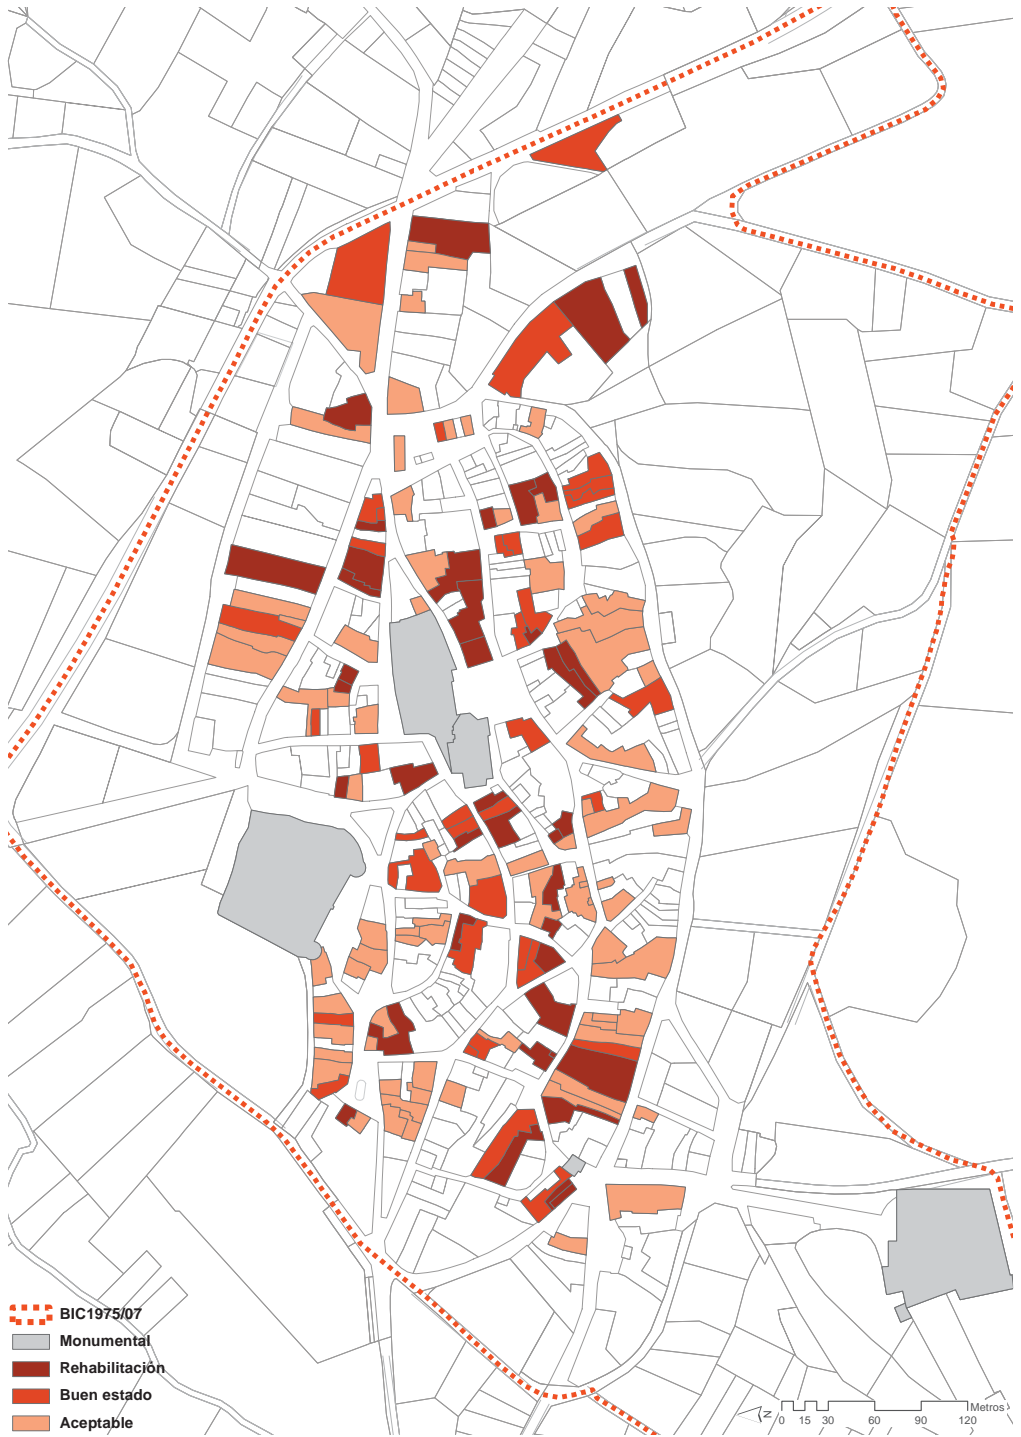 BIC1975/07
Monumental
Rehabilitación
Buen estado
Aceptable
N
Metros
0 15 30 60 90 120